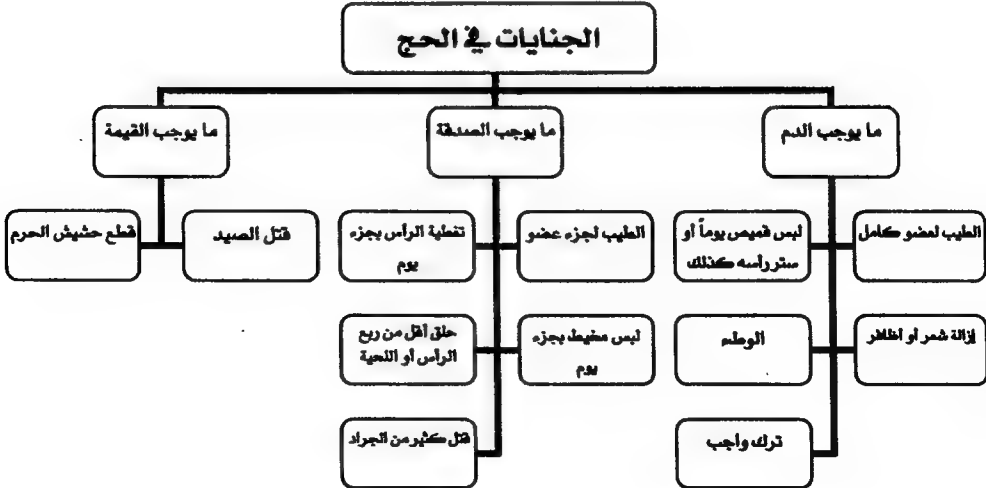 الجنايات في الحج
ما يوجب الدم
ما يوجب الصدقة
ما يوجب القيمة
الطيب لعضو كامل
لبس قميص يوماً أو
ستر رأسه كذلك
الطيب لجزء عضو
تغطية الرأس بجزء
يوم
قتل الصيد
قطع حشيش الحرم
إزالة شعر أو أظافر
الوطء
لبس مخيط بجزء
يوم
حلق أقل من ربع
الرأس أو اللحية
ترك واجب
قتل كثير من الجراد